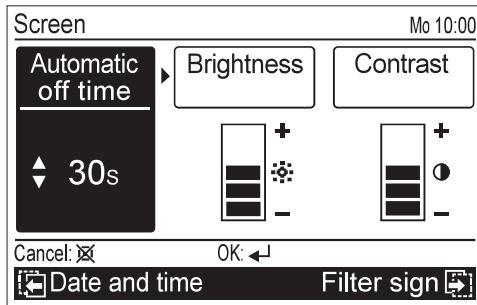 Screen Mo 10:00
Automatic off time
Brightness
Contrast
30s
+ +
- -
Cancel: OK:
Date and time Filter sign